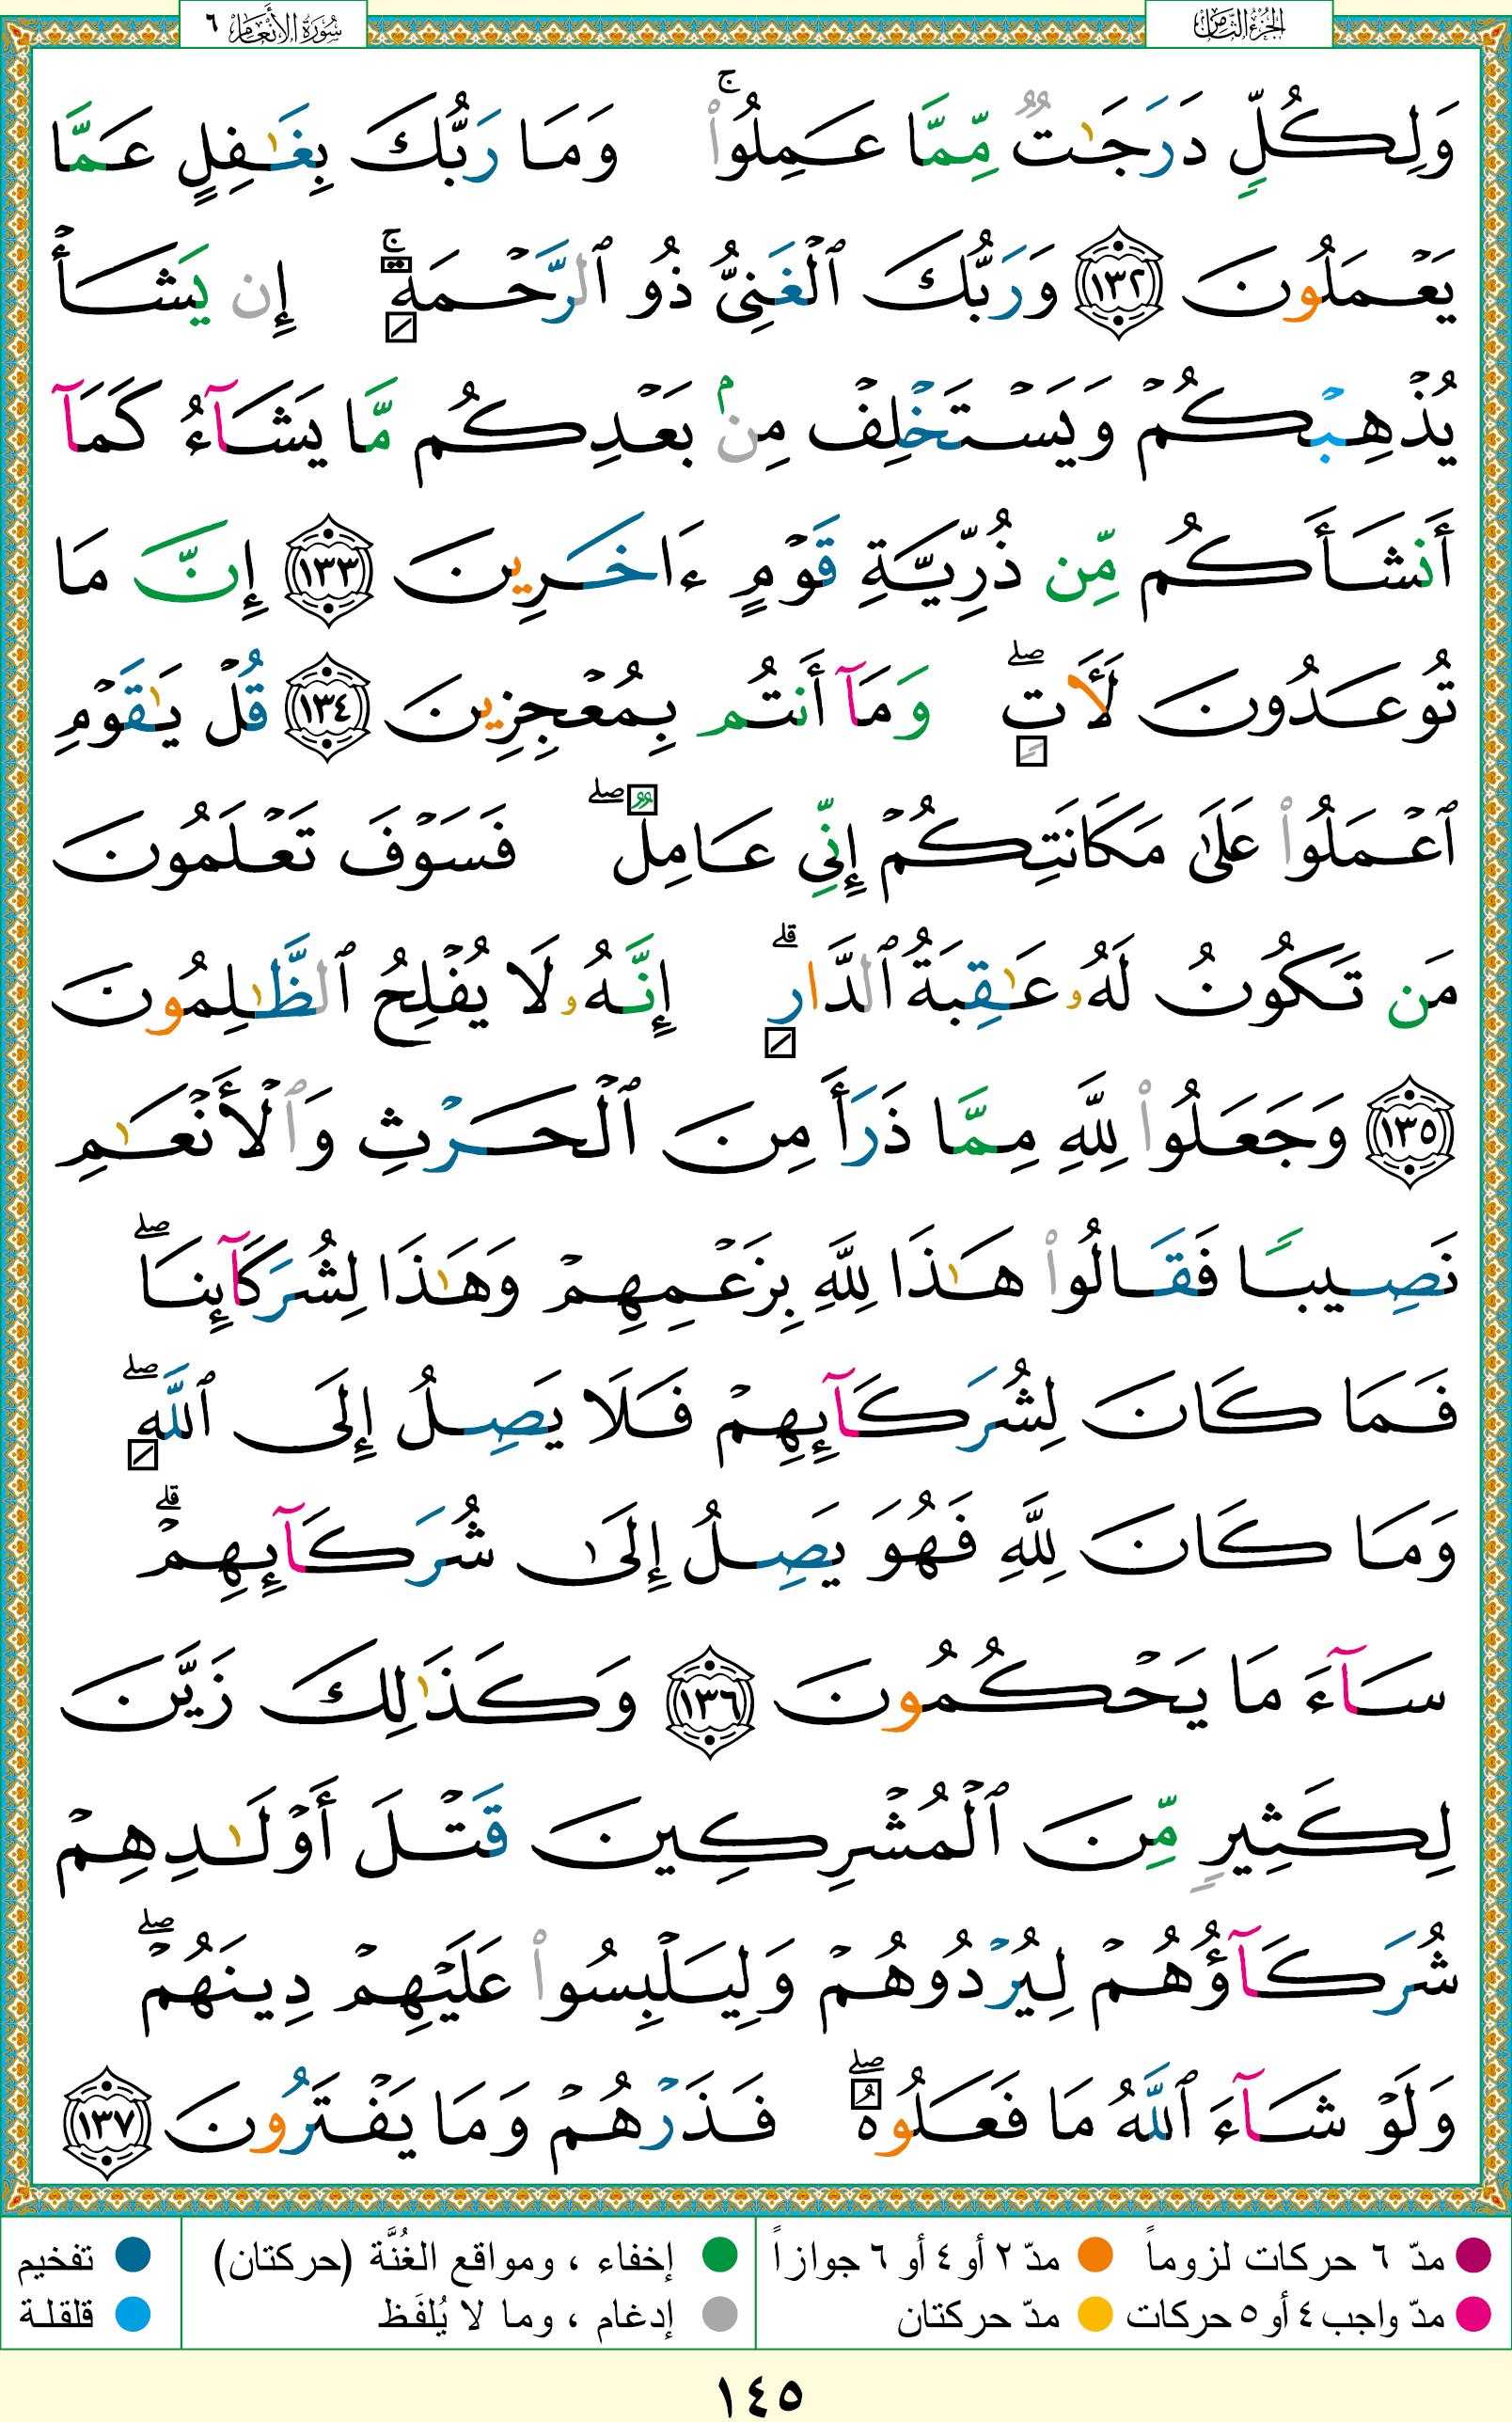 الجزء الثامن
سورة الأنعام ٦
وَلِكُلٍّ دَرَجَٰتٌ مِّمَّا عَمِلُوا۟ ۚ وَمَا رَبُّكَ بِغَٰفِلٍ عَمَّا
يَعْمَلُونَ ١٣٢ وَرَبُّكَ ٱلْغَنِىُّ ذُو ٱلرَّحْمَةِ ۚ إِن يَشَأْ
يُذْهِبْكُمْ وَيَسْتَخْلِفْ مِنۢ بَعْدِكُم مَّا يَشَآءُ كَمَآ
أَنشَأَكُم مِّن ذُرِّيَّةِ قَوْمٍ ءَاخَرِينَ ١٣٣ إِنَّ مَا
تُوعَدُونَ لَءَاتٍ ۖ وَمَآ أَنتُم بِمُعْجِزِينَ ١٣٤ قُلْ يَٰقَوْمِ
ٱعْمَلُوا۟ عَلَىٰ مَكَانَتِكُمْ إِنِّى عَامِلٌ ۖ فَسَوْفَ تَعْلَمُونَ
مَن تَكُونُ لَهُۥ عَٰقِبَةُ ٱلدَّارِ ۗ إِنَّهُۥ لَا يُفْلِحُ ٱلظَّٰلِمُونَ
١٣٥ وَجَعَلُوا۟ لِلَّهِ مِمَّا ذَرَأَ مِنَ ٱلْحَرْثِ وَٱلْأَنْعَٰمِ
نَصِيبًا فَقَالُوا۟ هَٰذَا لِلَّهِ بِزَعْمِهِمْ وَهَٰذَا لِشُرَكَآئِنَا ۖ
فَمَا كَانَ لِشُرَكَآئِهِمْ فَلَا يَصِلُ إِلَى ٱللَّهِ ۖ
وَمَا كَانَ لِلَّهِ فَهُوَ يَصِلُ إِلَىٰ شُرَكَآئِهِمْ ۗ
سَآءَ مَا يَحْكُمُونَ ١٣٦ وَكَذَٰلِكَ زَيَّنَ
لِكَثِيرٍ مِّنَ ٱلْمُشْرِكِينَ قَتْلَ أَوْلَٰدِهِمْ
شُرَكَآؤُهُمْ لِيُرْدُوهُمْ وَلِيَلْبِسُوا۟ عَلَيْهِمْ دِينَهُمْ ۖ
وَلَوْ شَآءَ ٱللَّهُ مَا فَعَلُوهُ ۖ فَذَرْهُمْ وَمَا يَفْتَرُونَ ١٣٧
مدّ ٦ حركات لزوماً مدّ ٢ أو ٤ أو ٦ جوازاً إخفاء ، ومواقع الغُنَّة (حركتان) تفخيم
مدّ واجب ٤ أو ٥ حركات مدّ حركتان إدغام ، وما لا يُلفَظ قلقلة
١٤٥